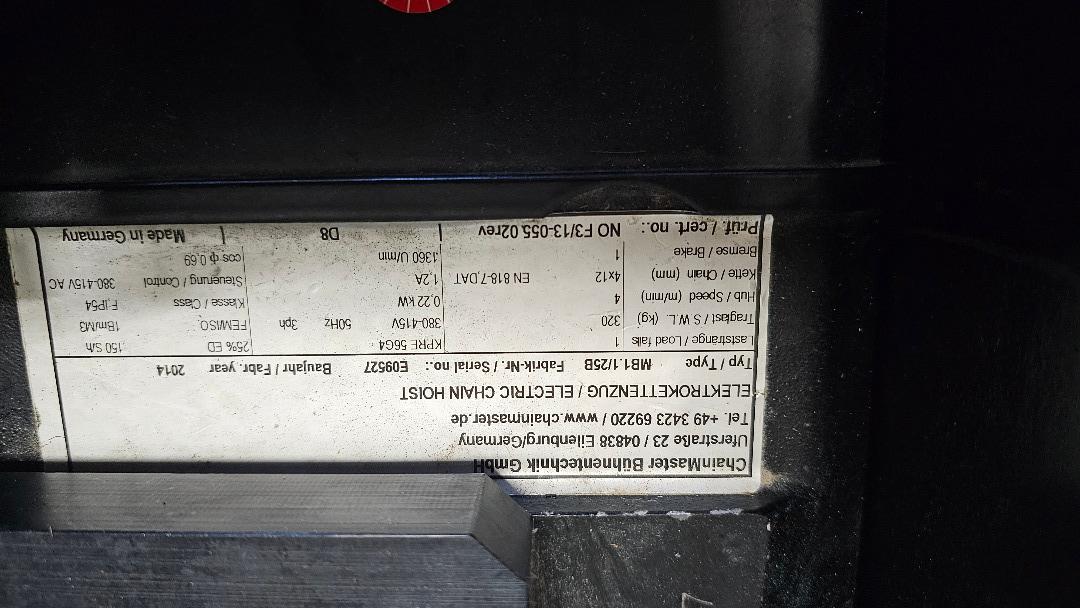 ChainMaster Bühnentechnik GmbH
Uferstraße 23 / 04838 Eilenburg/Germany
Tel. +49 3423 69220 / www.chainmaster.de
ELEKTROKETTENZUG / ELECTRIC CHAIN HOIST
Typ / Type MB1.1/25B Fabrik-Nr. / Serial no.: E09527 Baujahr / Fabr. year 2014
Laststränge / Load / falls 1 KPRF 56G4 25% ED 150 S/h
Traglast / S W L. (kg) 320 380-415V 50Hz 3ph FEM/ISO. 1Bm/M3
Hub / Speed (m/min) 4 0.22 kW Klasse / Class F.IP54
Kette / Chain (mm) 4x12 EN 818-7.DAT 1,2A Steuerung / Control 380-415V AC
Bremse / Brake 1 1360 U/min cos φ 0.69
Prüf. / cert. no.: NO F3/13-055.02rev D8 Made in Germany